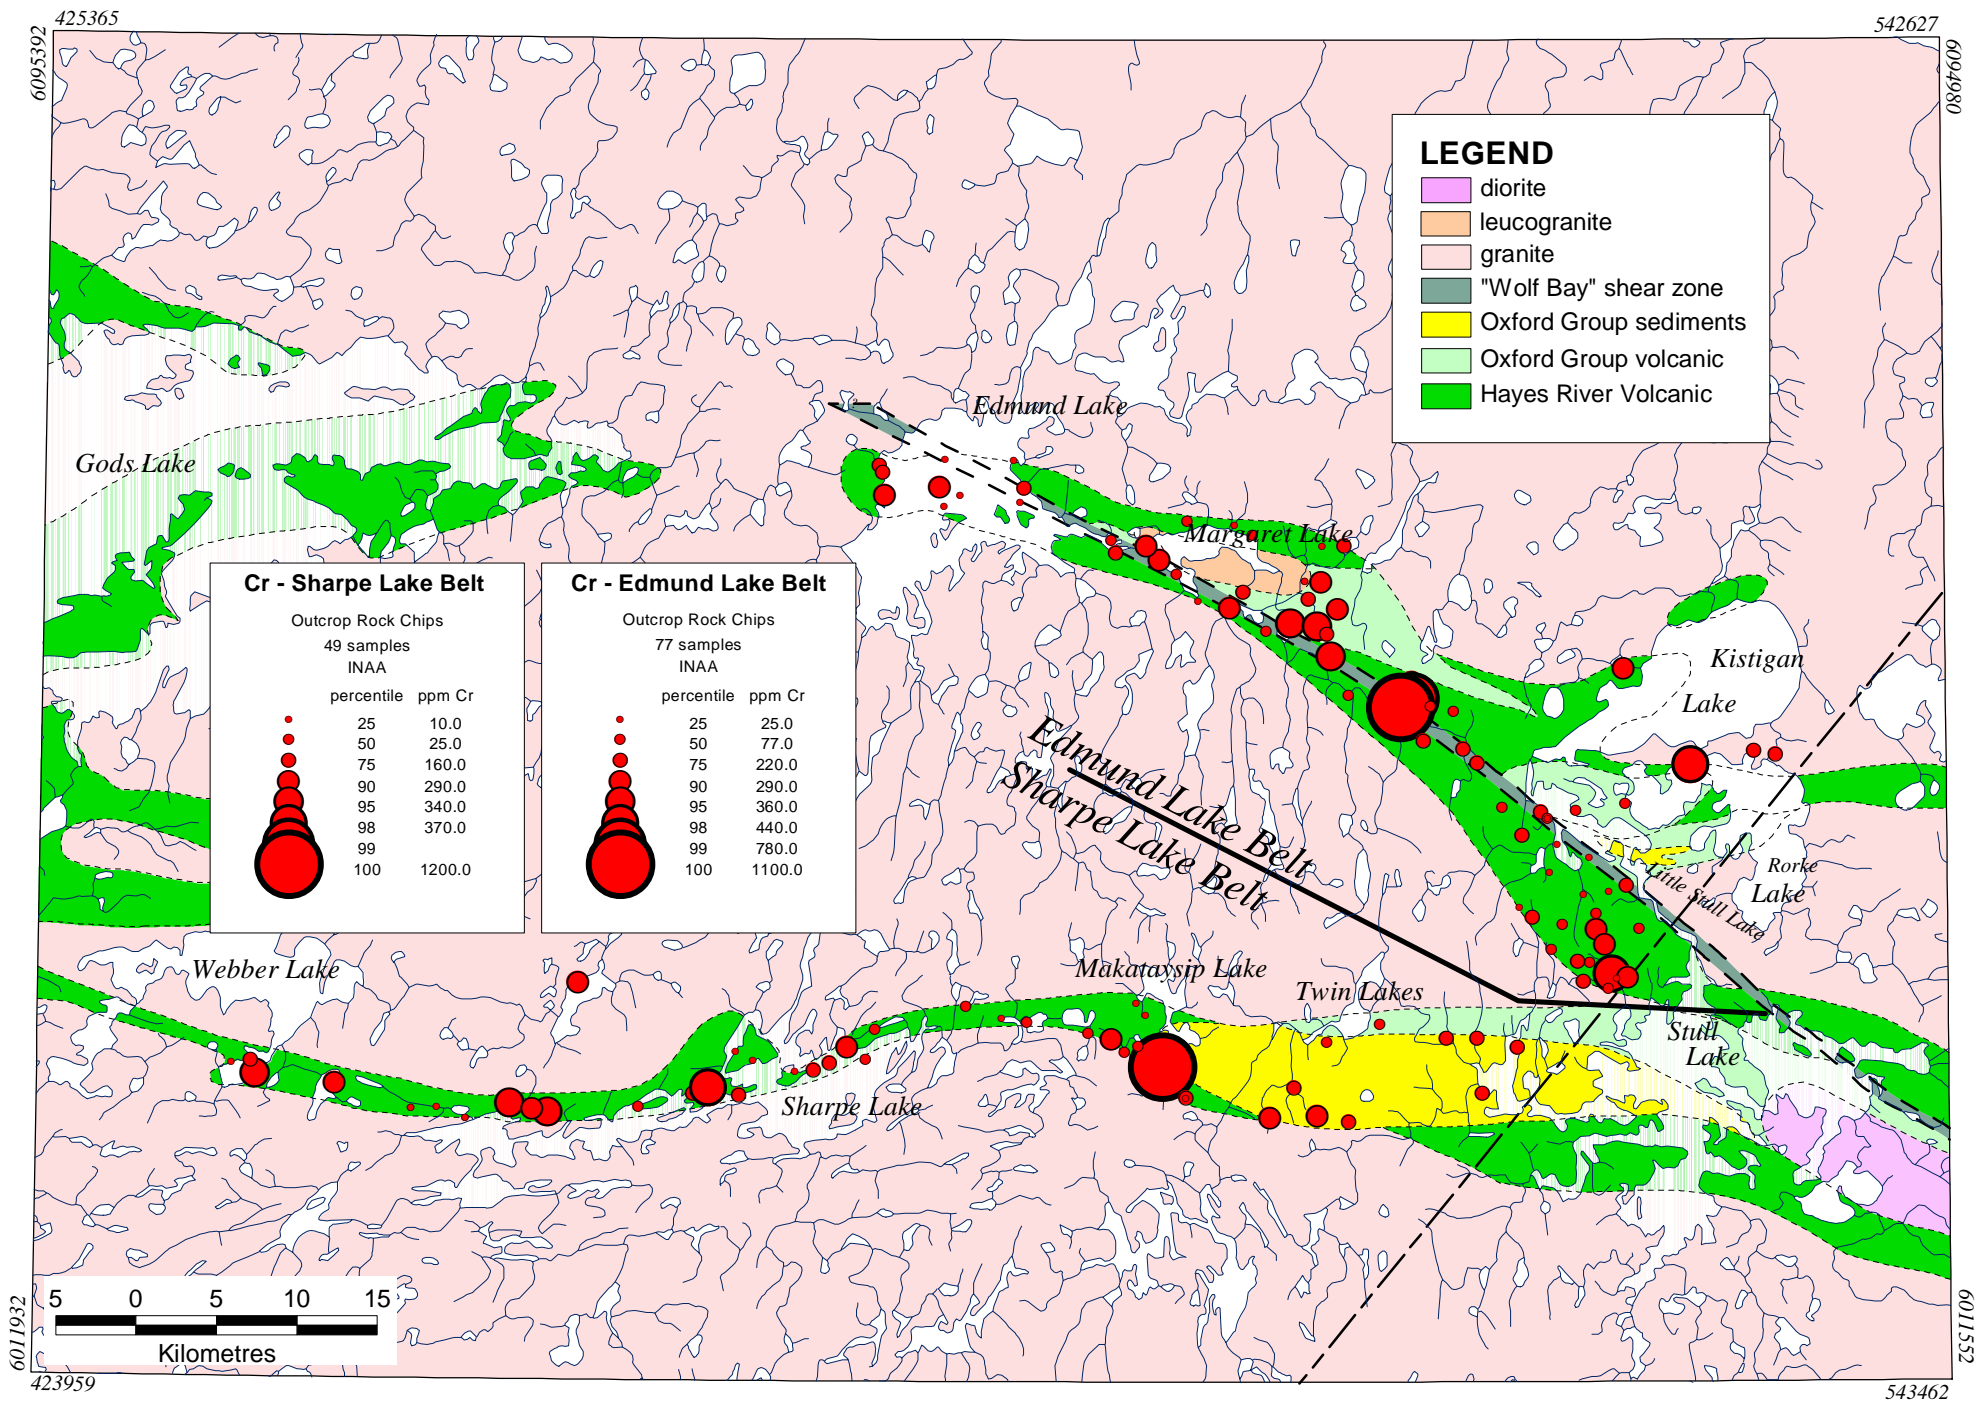 425365
542627
6095392
6094980
LEGEND
diorite
leucogranite
granite
"Wolf Bay" shear zone
Oxford Group sediments
Oxford Group volcanic
Hayes River Volcanic
Edmund Lake
Gods Lake
Margaret Lake
Kistigan
Lake
Cr - Sharpe Lake Belt
Outcrop Rock Chips
49 samples
INAA
percentile ppm Cr
25 10.0
50 25.0
75 160.0
90 290.0
95 340.0
98 370.0
99
100 1200.0
Cr - Edmund Lake Belt
Outcrop Rock Chips
77 samples
INAA
percentile ppm Cr
25 25.0
50 77.0
75 220.0
90 290.0
95 360.0
98 440.0
99 780.0
100 1100.0
Edmund Lake Belt
Sharpe Lake Belt
Rorke
Lake
Little Stull Lake
Webber Lake
Makataysip Lake
Twin Lakes
Stull
Lake
Sharpe Lake
5 0 5 10 15
Kilometres
6011932
6011552
423959
543462